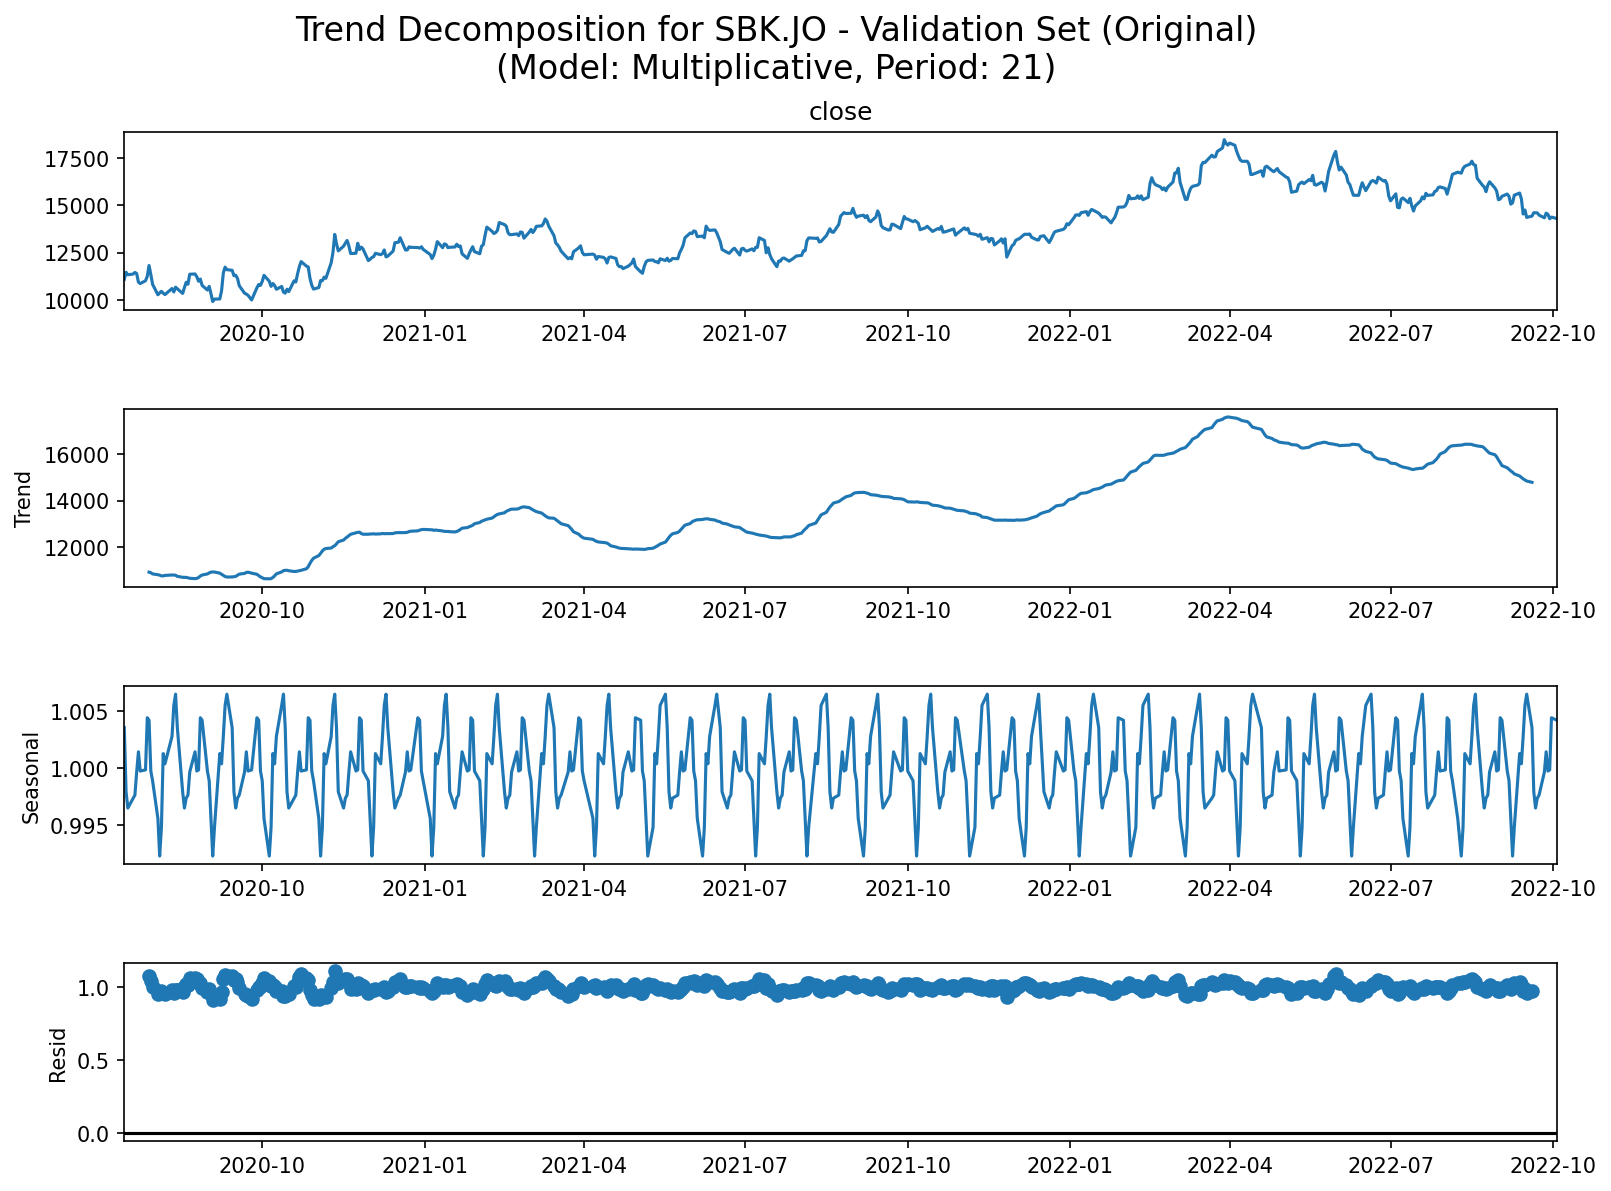 Trend Decomposition for SBK.JO - Validation Set (Original)
(Model: Multiplicative, Period: 21)
close
17500
15000
12500
10000
2020-10 2021-01 2021-04 2021-07 2021-10 2022-01 2022-04 2022-07 2022-10
Trend
16000
14000
12000
2020-10 2021-01 2021-04 2021-07 2021-10 2022-01 2022-04 2022-07 2022-10
Seasonal
1.005
1.000
0.995
2020-10 2021-01 2021-04 2021-07 2021-10 2022-01 2022-04 2022-07 2022-10
Resid
1.0
0.5
0.0
2020-10 2021-01 2021-04 2021-07 2021-10 2022-01 2022-04 2022-07 2022-10